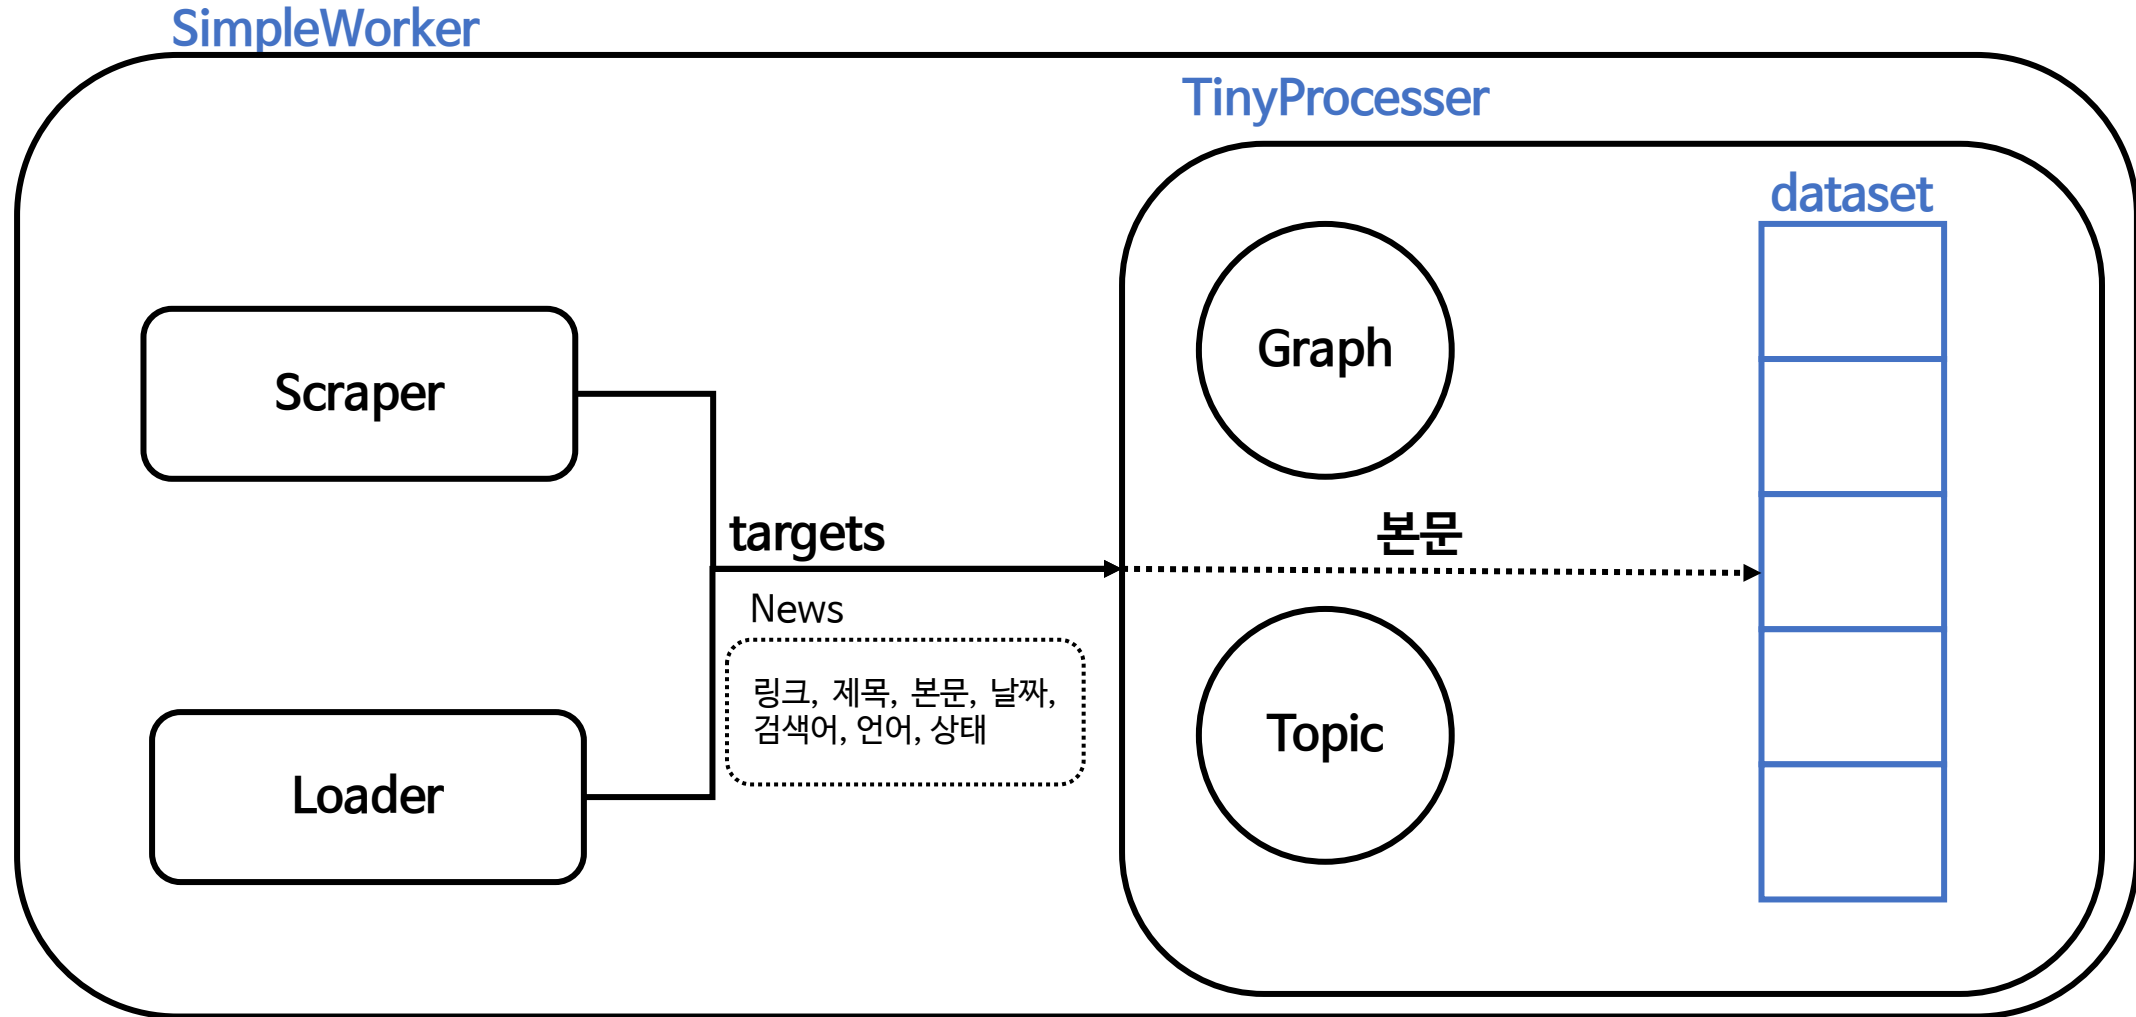 SimpleWorker
TinyProcesser
dataset
Graph
Scraper
targets
본문
News
링크, 제목, 본문, 날짜,
검색어, 언어, 상태
Topic
Loader